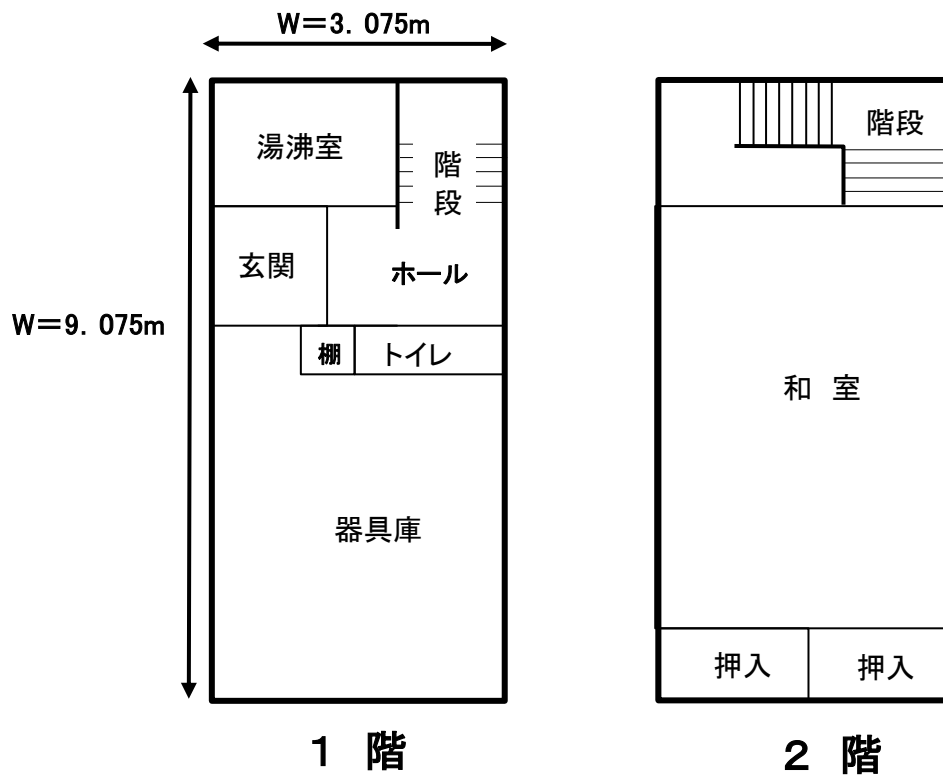 W＝3．075m
湯沸室
階段
玄関
ホール
W＝9．075m
棚
トイレ
器具庫
1 階
階段
和 室
押入
押入
2 階